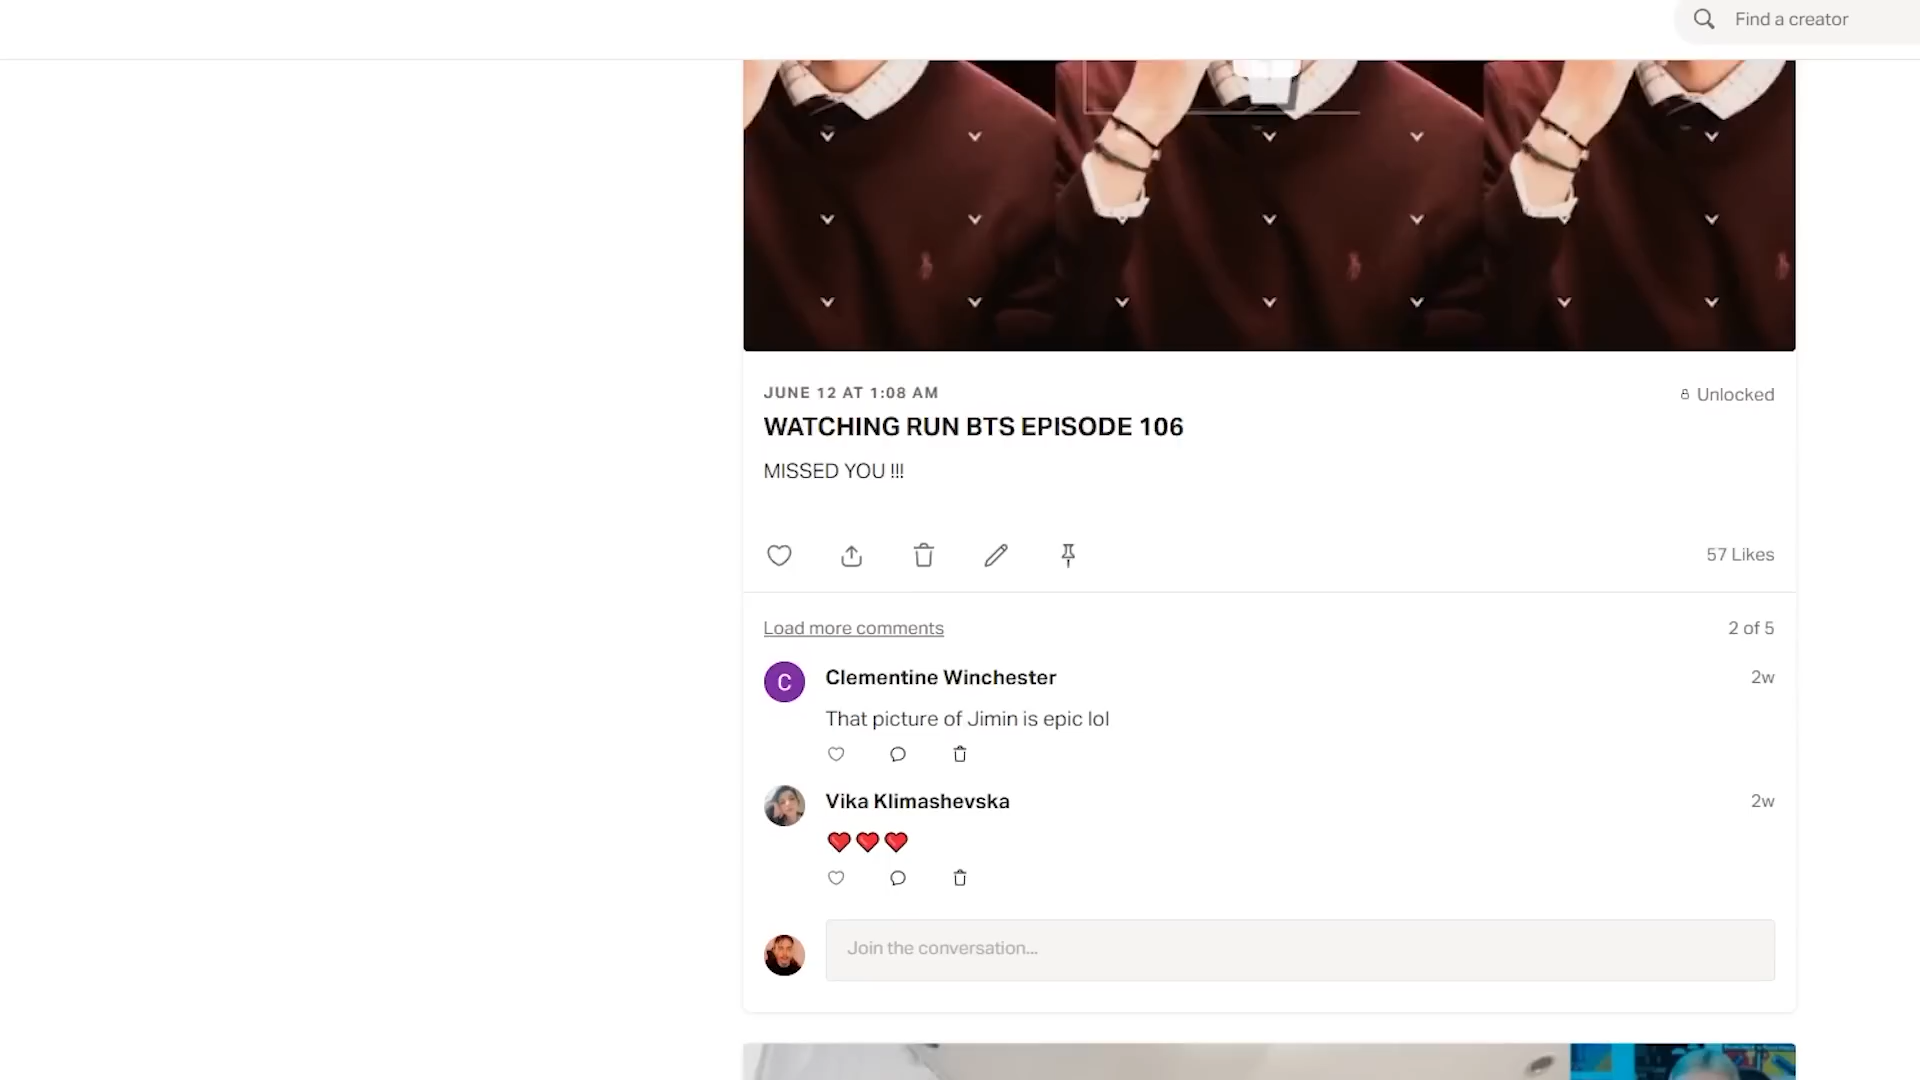 Find a creator
JUNE 12 AT 1:08 AM
Unlocked
WATCHING RUN BTS EPISODE 106
MISSED YOU !!!
57 Likes
Load more comments
2 of 5
C
Clementine Winchester
2w
That picture of Jimin is epic lol
Vika Klimashevska
2w
❤️❤️❤️
Join the conversation...